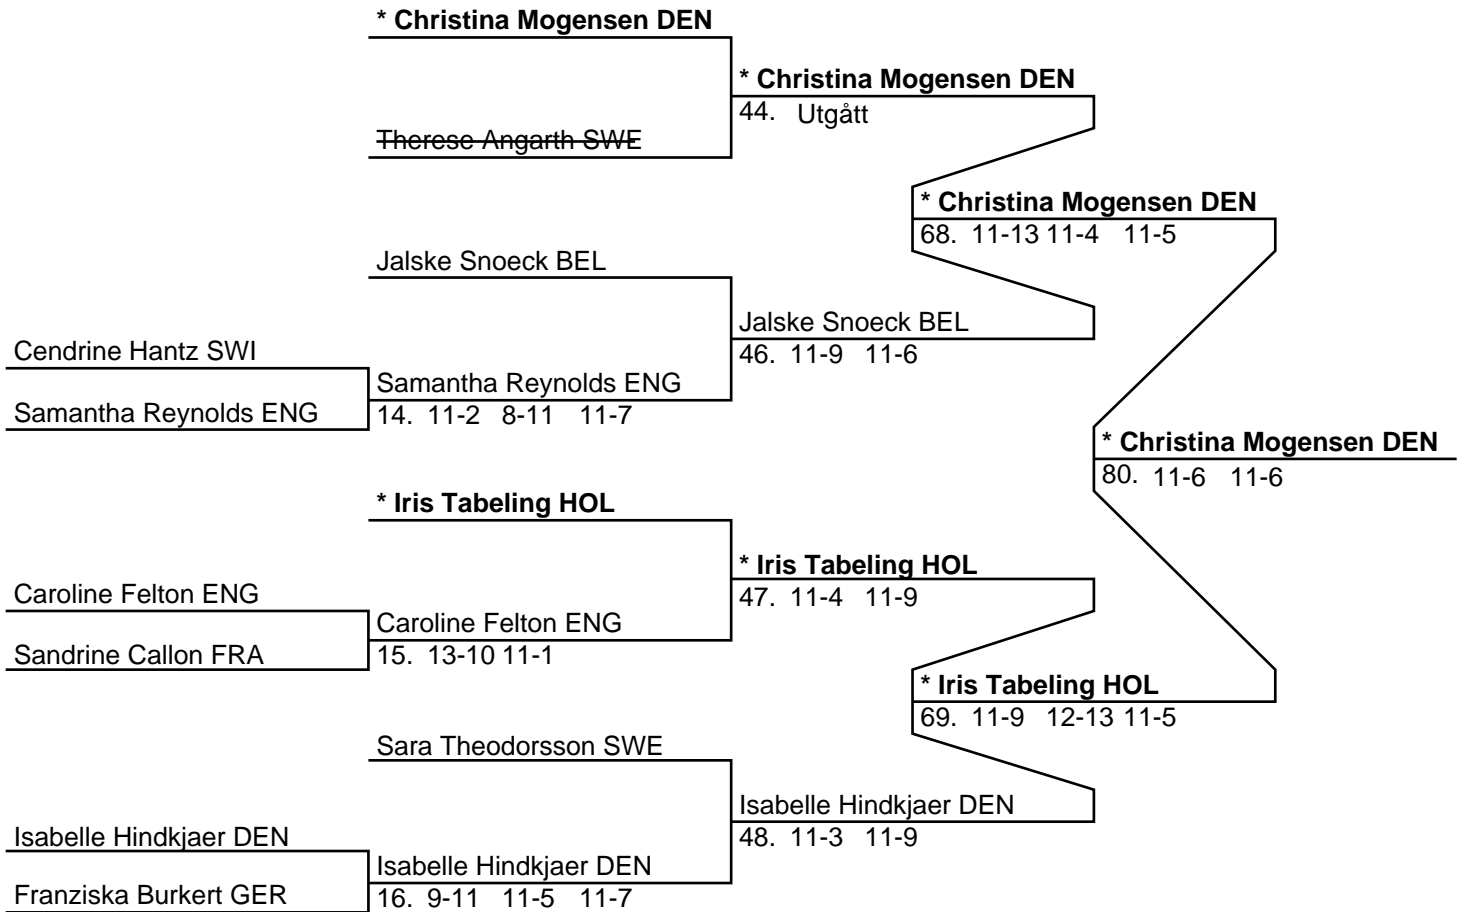 * Christina Mogensen DEN
* Christina Mogensen DEN
44. Utgått
Therese Angarth SWE
* Christina Mogensen DEN
68. 11-13 11-4 11-5
Jalske Snoeck BEL
Jalske Snoeck BEL
46. 11-9 11-6
Cendrine Hantz SWI
Samantha Reynolds ENG
Samantha Reynolds ENG
14. 11-2 8-11 11-7
* Christina Mogensen DEN
80. 11-6 11-6
* Iris Tabeling HOL
* Iris Tabeling HOL
47. 11-4 11-9
Caroline Felton ENG
Caroline Felton ENG
Sandrine Callon FRA
15. 13-10 11-1
* Iris Tabeling HOL
69. 11-9 12-13 11-5
Sara Theodorsson SWE
Isabelle Hindkjaer DEN
48. 11-3 11-9
Isabelle Hindkjaer DEN
Isabelle Hindkjaer DEN
Franziska Burkert GER
16. 9-11 11-5 11-7